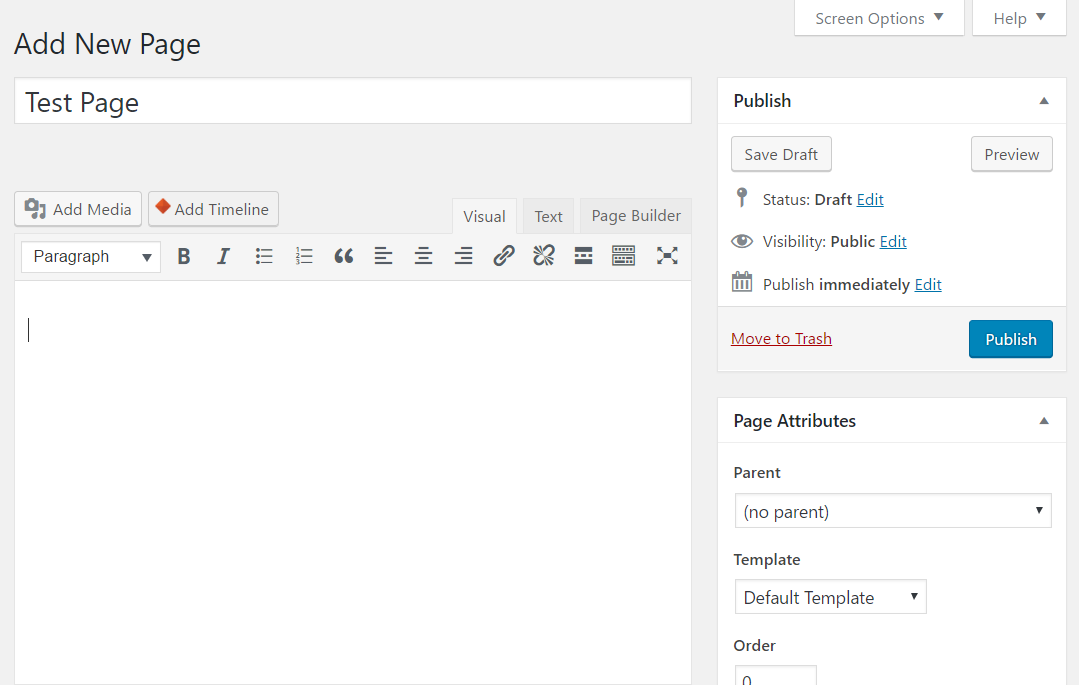 Screen Options
Help
Add New Page
Test Page
Add Media
Add Timeline
Visual
Text
Page Builder
Paragraph
B
I
Publish
Save Draft
Preview
Status: Draft Edit
Visibility: Public Edit
Publish immediately Edit
Move to Trash
Publish
Page Attributes
Parent
(no parent)
Template
Default Template
Order
0